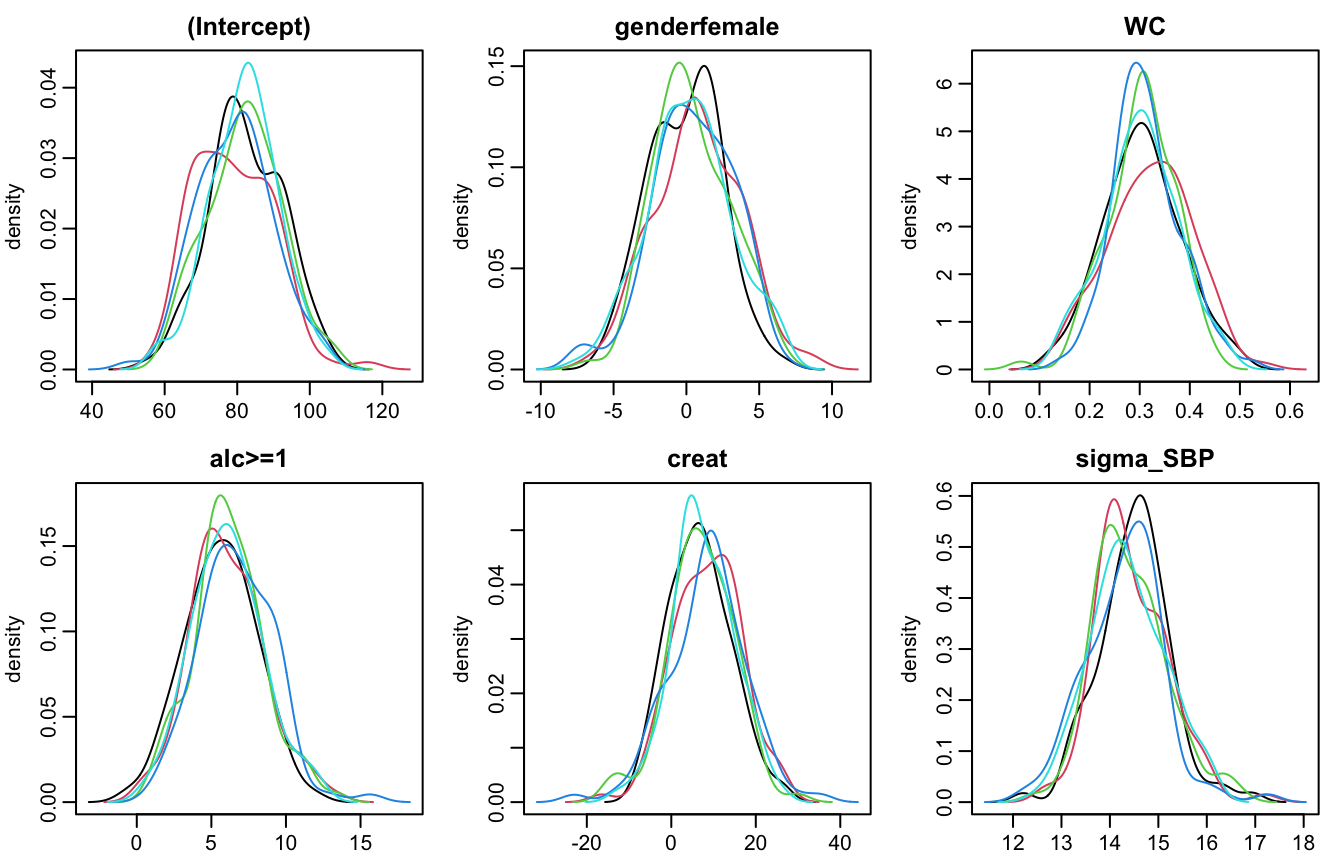 (Intercept)
density
0.00 0.01 0.02 0.03 0.04
40 60 80 100 120
genderfemale
density
0.00 0.05 0.10 0.15
-10 -5 0 5 10
WC
density
0 1 2 3 4 5 6
0.0 0.1 0.2 0.3 0.4 0.5 0.6
alc>=1
density
0.00 0.05 0.10 0.15
0 5 10 15
creat
density
0.00 0.02 0.04
-20 0 20 40
sigma_SBP
density
0.0 0.1 0.2 0.3 0.4 0.5 0.6
12 13 14 15 16 17 18